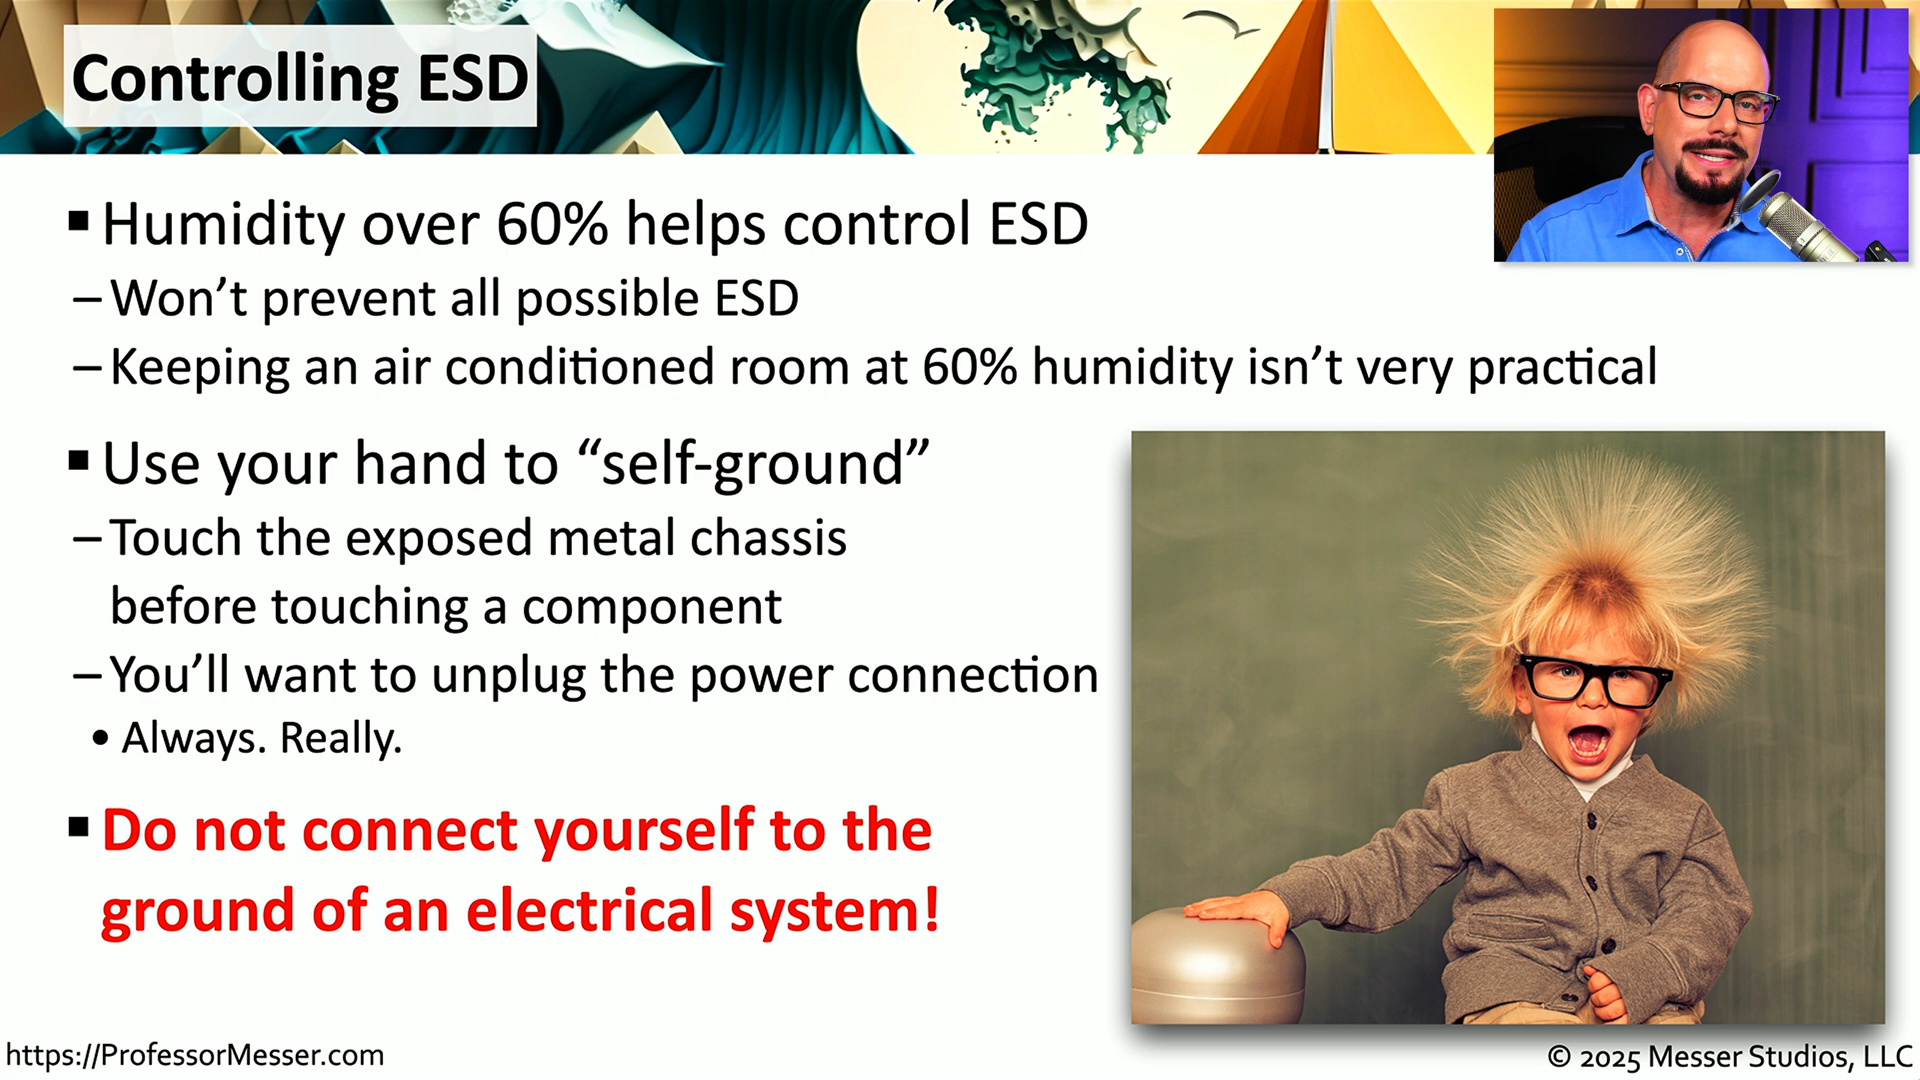 Controlling ESD
▪ Humidity over 60% helps control ESD
– Won’t prevent all possible ESD
– Keeping an air conditioned room at 60% humidity isn’t very practical
▪ Use your hand to “self-ground”
– Touch the exposed metal chassis
before touching a component
– You’ll want to unplug the power connection
• Always. Really.
▪ Do not connect yourself to the
ground of an electrical system!
https://ProfessorMesser.com
© 2025 Messer Studios, LLC